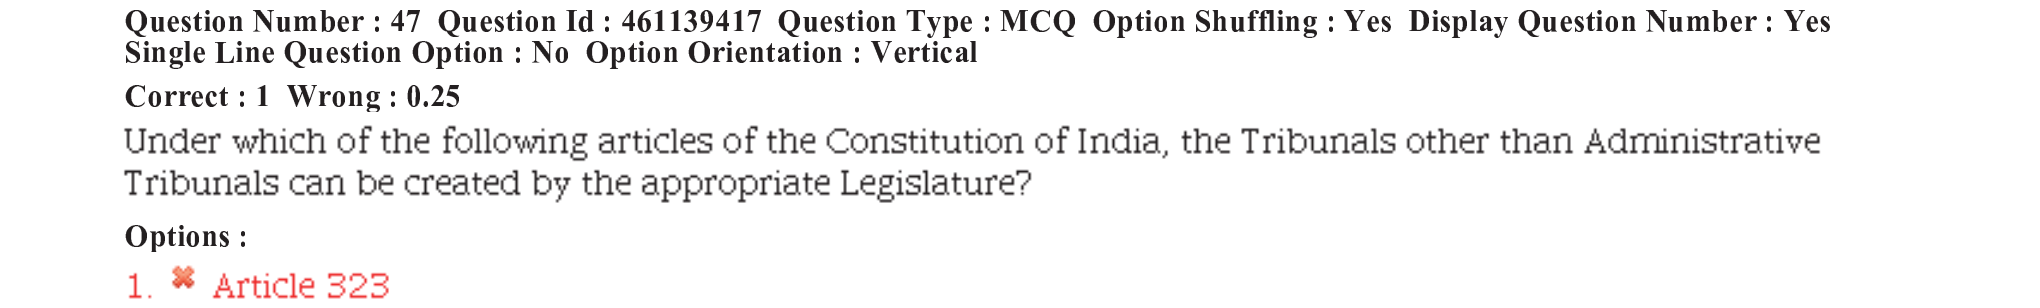 Question Number : 47 Question Id : 461139417 Question Type : MCQ Option Shuffling : Yes Display Question Number : Yes
Single Line Question Option : No Option Orientation : Vertical
Correct : 1 Wrong : 0.25
Under which of the following articles of the Constitution of India, the Tribunals other than Administrative
Tribunals can be created by the appropriate Legislature?
Options :
1. ✖ Article 323